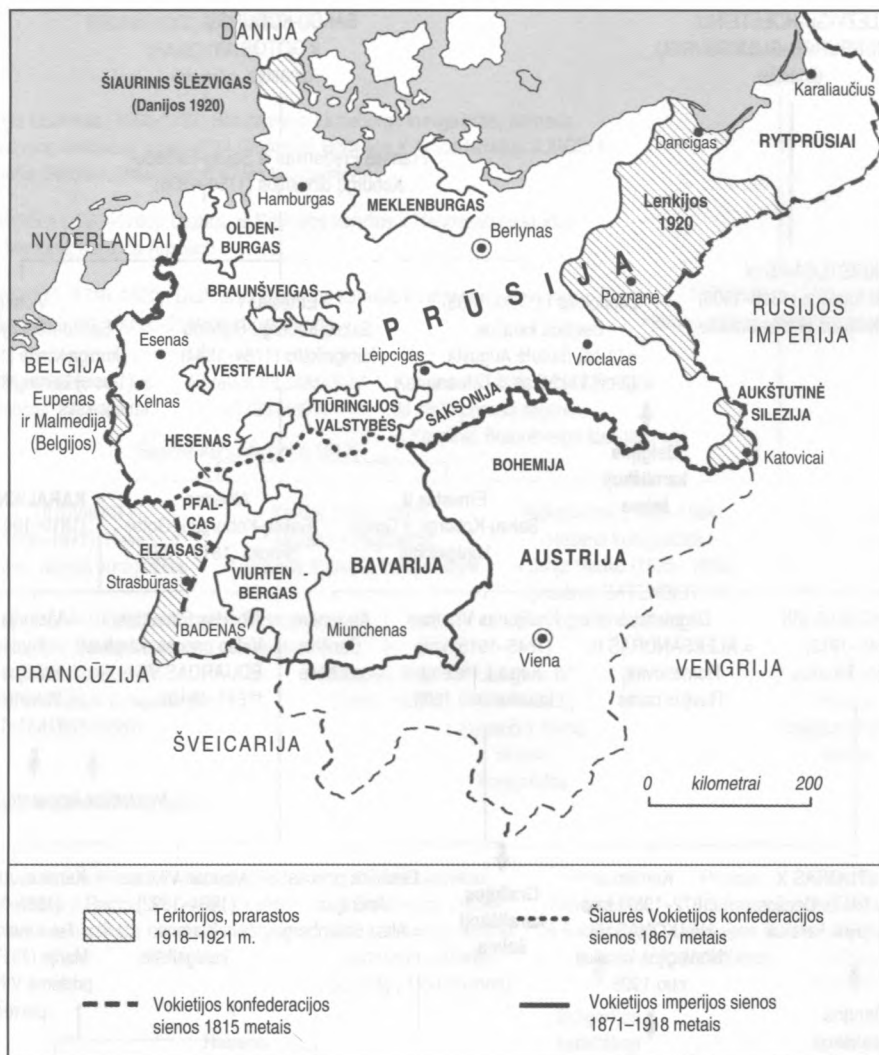 DANIJA
ŠIAURINIS ŠLĖZVIGAS
(Danijos 1920)
Karaliaučius
RYTPRŪSIAI
Dancigas
Hamburgas
MEKLENBURGAS
Lenkijos
1920
OLDEN-
BURGAS
NYDERLANDAI
Berlynas
BRAUNŠVEIGAS
PRŪSIJA
Poznanė
RUSIJOS
IMPERIJA
Esenas
Leipcigas
Vroclavas
BELGIJA
VESTFALIJA
Eupenas
ir Malmedija
(Belgijos)
Kelnas
TIŪRINGIJOS
VALSTYBĖS
SAKSONIJA
AUKŠTUTINĖ
SILEZIJA
HESENAS
BOHEMIJA
Katovicai
PFAL-
CAS
ELZASAS
Strasbūras
VIURTEN
BERGAS
BAVARIJA
AUSTRIJA
BADENAS
Miunchenas
Viena
PRANCŪZIJA
VENGRIJA
ŠVEICARIJA
0 kilometrai 200
Teritorijos, prarastos
1918–1921 m.
Šiaurės Vokietijos konfederacijos
sienos 1867 metais
Vokietijos konfederacijos
sienos 1815 metais
Vokietijos imperijos sienos
1871–1918 metais